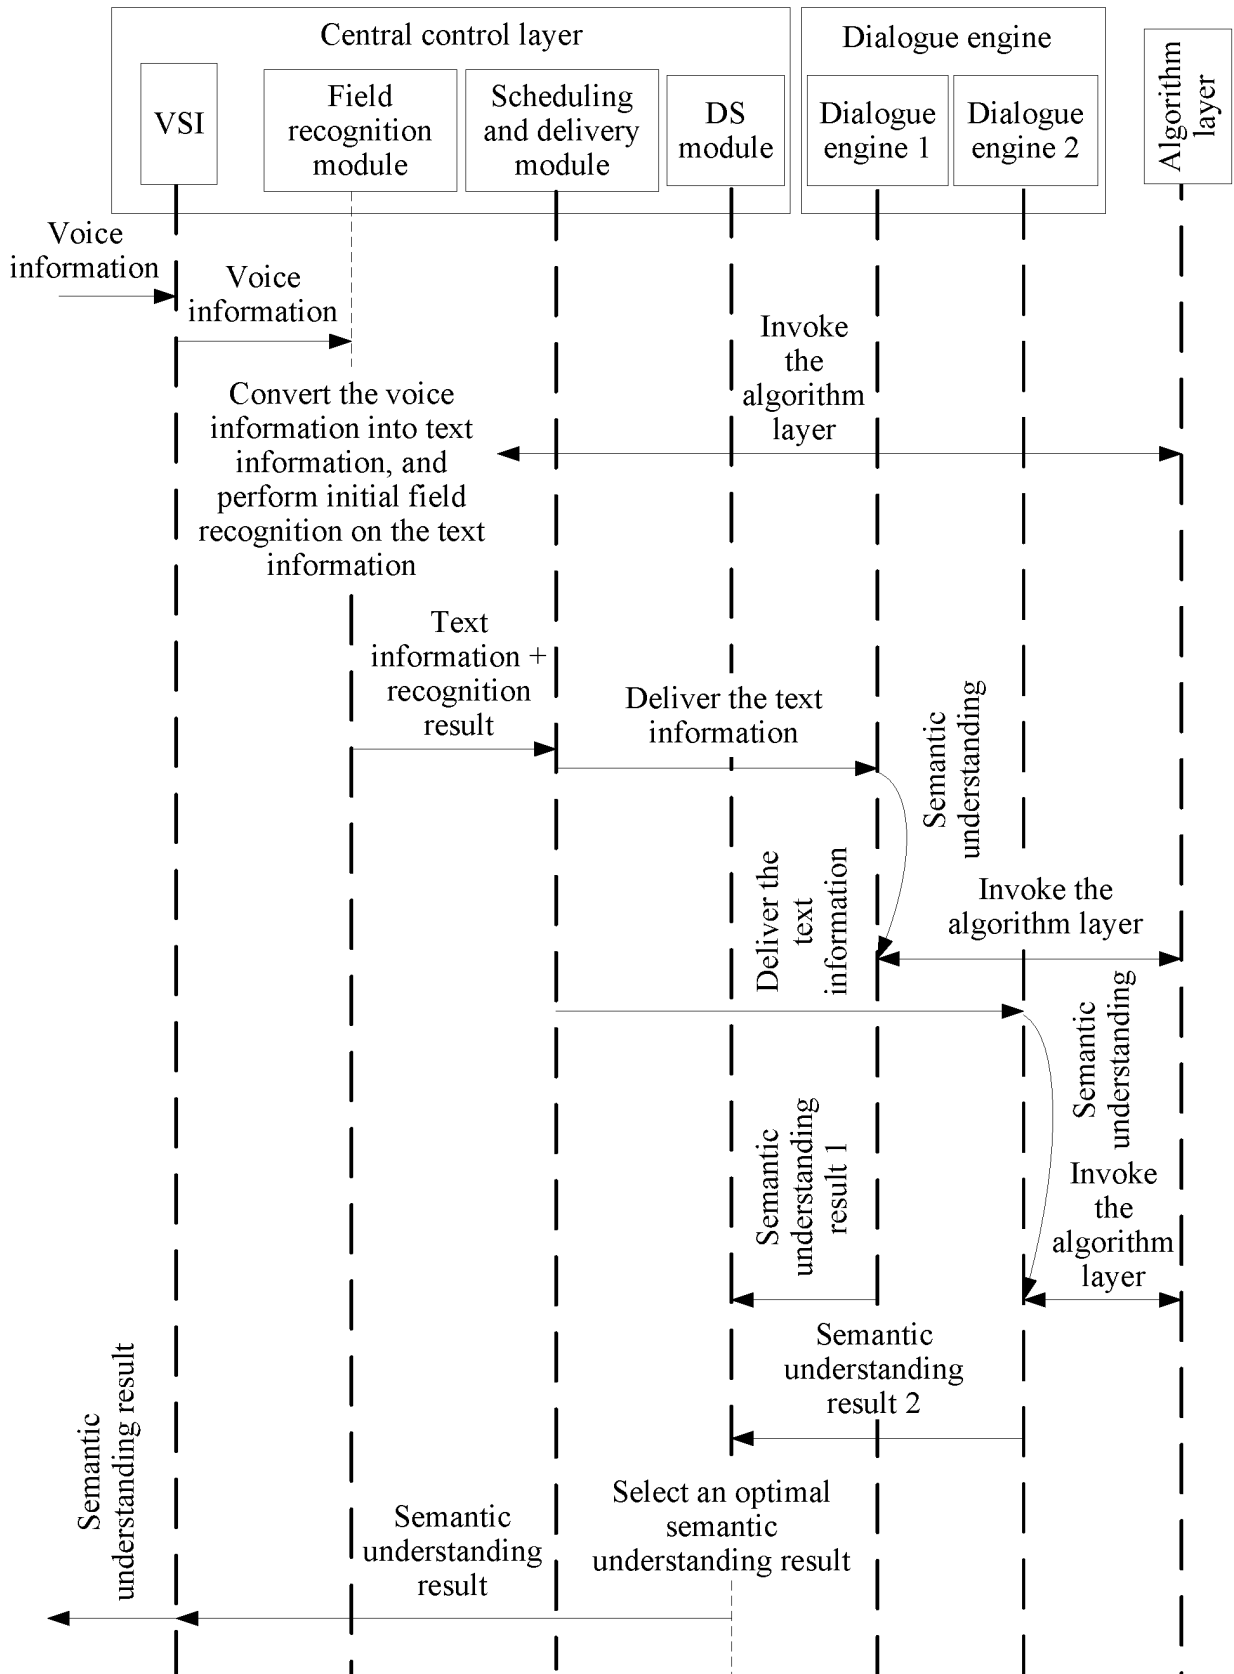 Central control layer
Dialogue engine
VSI
Field
recognition
module
Scheduling
and delivery
module
DS
module
Dialogue
engine 1
Dialogue
engine 2
Algorithm
layer
Voice
information
Voice
information
Invoke
the
algorithm
layer
Convert the voice
information into text
information, and
perform initial field
recognition on the text
information
Text
information +
recognition
result
Deliver the text
information
Semantic
understanding
Deliver the
text
information
Invoke the
algorithm layer
Semantic
understanding
Semantic
understanding
result 1
Invoke
the
algorithm
layer
Semantic
understanding
result 2
Select an optimal
semantic
understanding result
Semantic
understanding
result
Semantic
understanding result